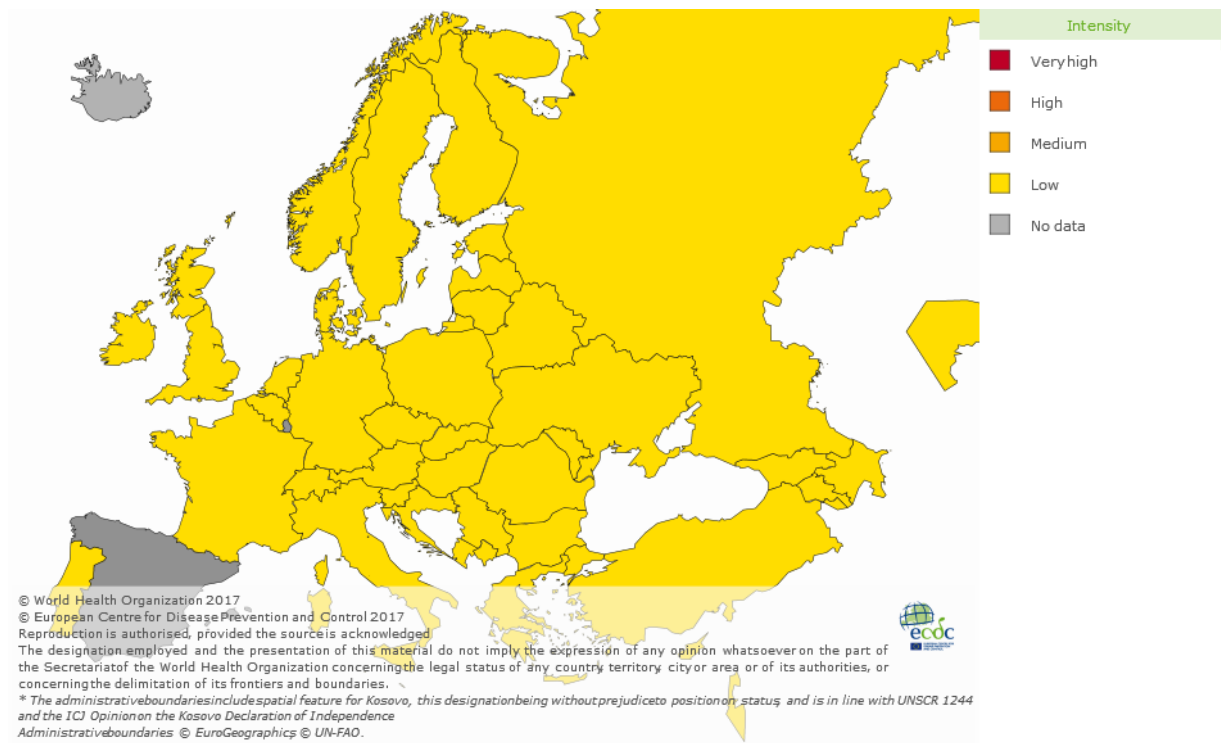 Intensity
Very high
High
Medium
Low
No data
© World Health Organization 2017
© European Centre for Disease Prevention and Control 2017
Reproduction is authorised, provided the source is acknowledged
The designation employed and the presentation of this material do not imply the expression of any opinion whatsoever on the part of
the Secretariat of the World Health Organization concerning the legal status of any country, territory, city or area or of its authorities, or
concerning the delimitation of its frontiers and boundaries.
* The administrative boundaries include spatial feature for Kosovo, this designation being without prejudice to position on status, and is in line with UNSCR 1244
and the ICJ Opinion on the Kosovo Declaration of Independence
Administrative boundaries © EuroGeographics, © UN-FAO.
ecdc